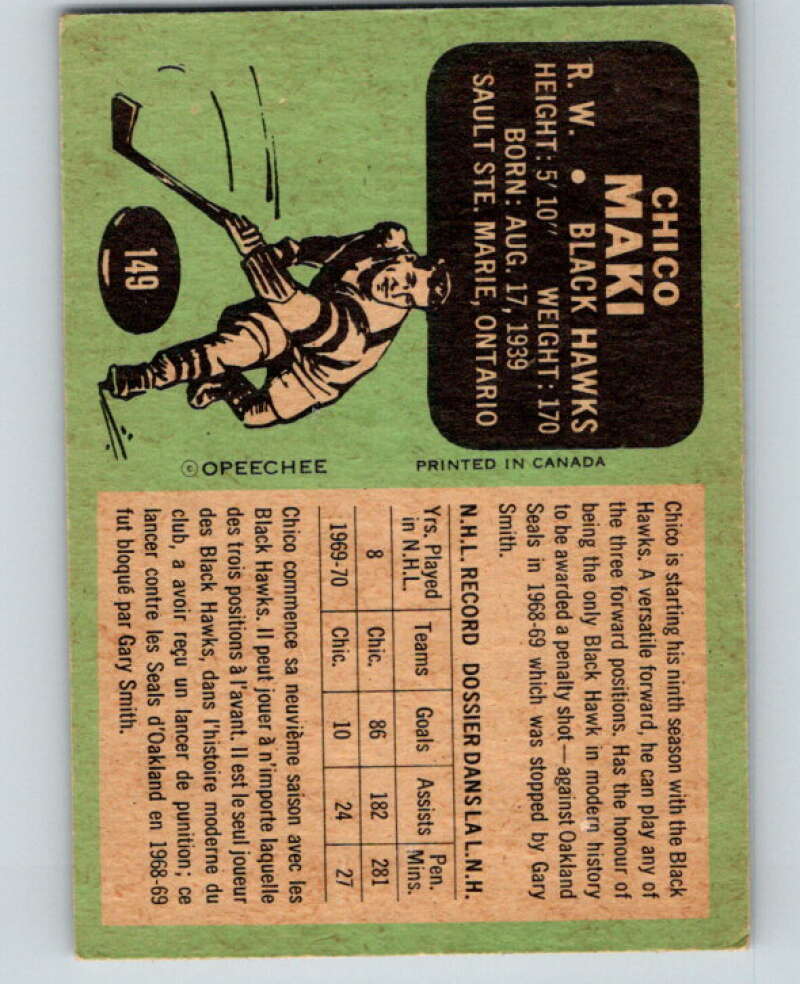 CHICO
MAKI
R. W. • BLACK HAWKS
HEIGHT: 5' 10" WEIGHT: 170
BORN: AUG. 17, 1939
SAULT STE. MARIE, ONTARIO
149
©OPEECHEE
PRINTED IN CANADA
Chico is starting his ninth season with the Black
Hawks. A versatile forward, he can play any of
the three forward positions. Has the honour of
being the only Black Hawk in modern history
to be awarded a penalty shot—against Oakland
Seals in 1968-69 which was stopped by Gary
Smith.
N.H.L. RECORD DOSSIER DANS LA L.N.H.
Yrs. Played in N.H.L. Teams Goals Assists Pen. Mins.
8 Chic. 86 182 281
1969-70 Chic. 10 24 27
Chico commence sa neuvième saison avec les
Black Hawks. Il peut jouer à n'importe laquelle
des trois positions à l'avant. Il est le seul joueur
des Black Hawks, dans l'histoire moderne du
club, a avoir reçu un lancer de punition; ce
lancer contre les Seals d'Oakland en 1968-69
fut bloqué par Gary Smith.